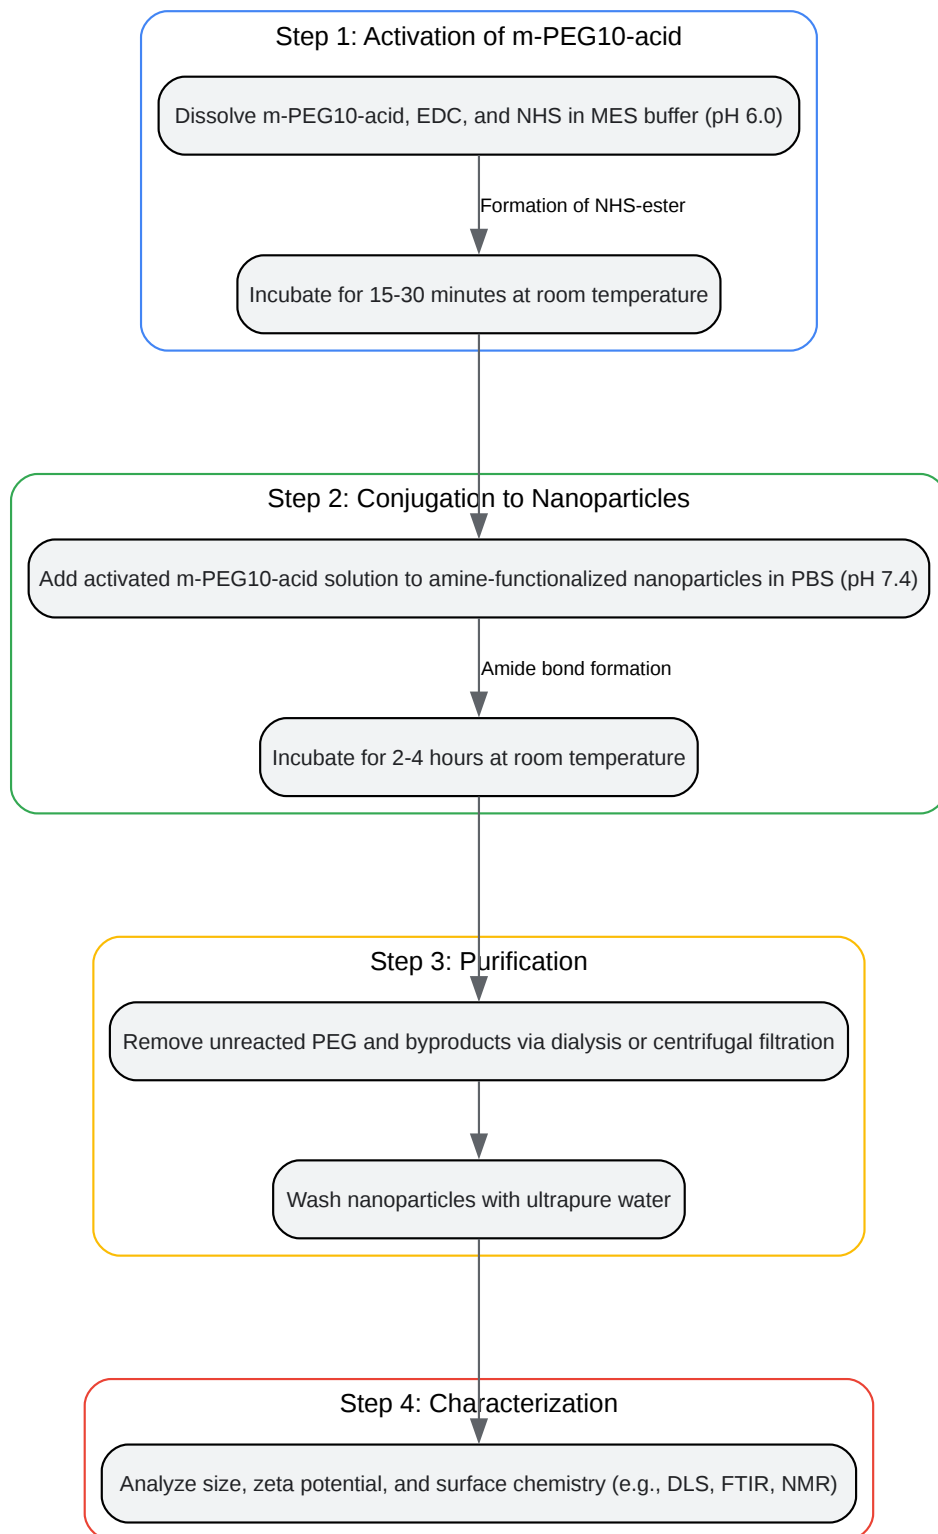 Step 1: Activation of m-PEG10-acid
Dissolve m-PEG10-acid, EDC, and NHS in MES buffer (pH 6.0)
Formation of NHS-ester
Incubate for 15-30 minutes at room temperature
Step 2: Conjugation to Nanoparticles
Add activated m-PEG10-acid solution to amine-functionalized nanoparticles in PBS (pH 7.4)
Amide bond formation
Incubate for 2-4 hours at room temperature
Step 3: Purification
Remove unreacted PEG and byproducts via dialysis or centrifugal filtration
Wash nanoparticles with ultrapure water
Step 4: Characterization
Analyze size, zeta potential, and surface chemistry (e.g., DLS, FTIR, NMR)